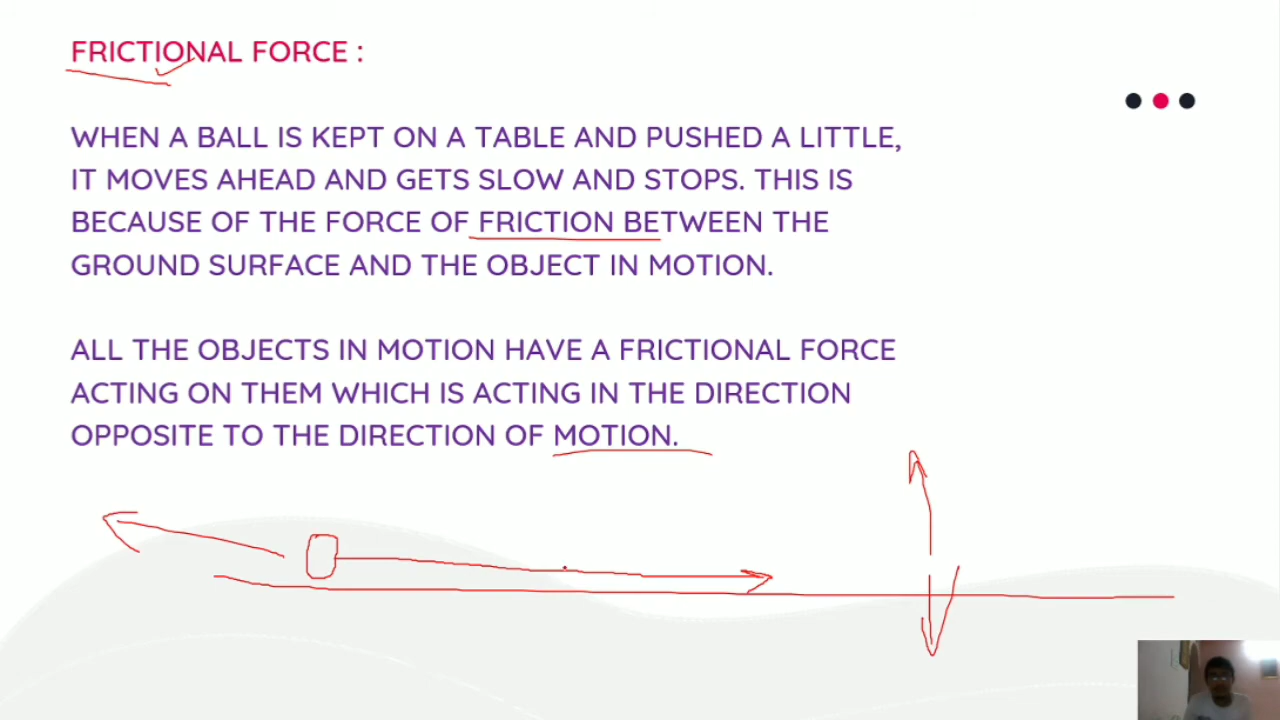 FRICTIONAL FORCE :
WHEN A BALL IS KEPT ON A TABLE AND PUSHED A LITTLE,
IT MOVES AHEAD AND GETS SLOW AND STOPS. THIS IS
BECAUSE OF THE FORCE OF FRICTION BETWEEN THE
GROUND SURFACE AND THE OBJECT IN MOTION.
ALL THE OBJECTS IN MOTION HAVE A FRICTIONAL FORCE
ACTING ON THEM WHICH IS ACTING IN THE DIRECTION
OPPOSITE TO THE DIRECTION OF MOTION.